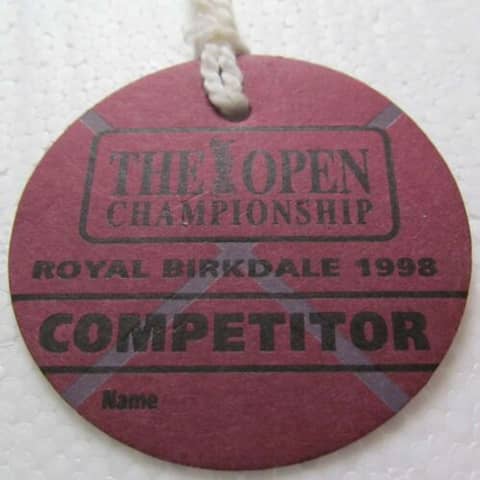 THE OPEN
CHAMPIONSHIP
ROYAL BIRKDALE 1998
COMPETITOR
Name